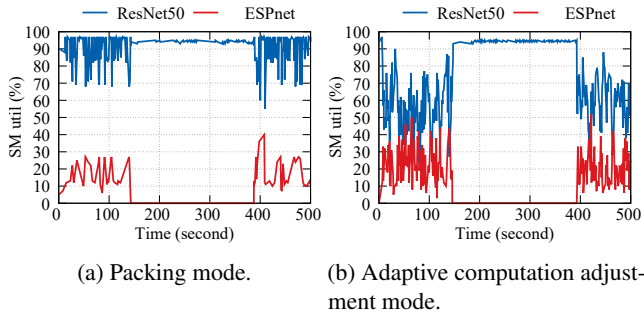 ResNet50 ESPnet
100
90
80
70
60
50
40
30
20
10
0
SM util (%)
0 100 200 300 400 500
Time (second)
(a) Packing mode.
ResNet50 ESPnet
100
90
80
70
60
50
40
30
20
10
0
SM util (%)
0 100 200 300 400 500
Time (second)
(b) Adaptive computation adjust-
ment mode.